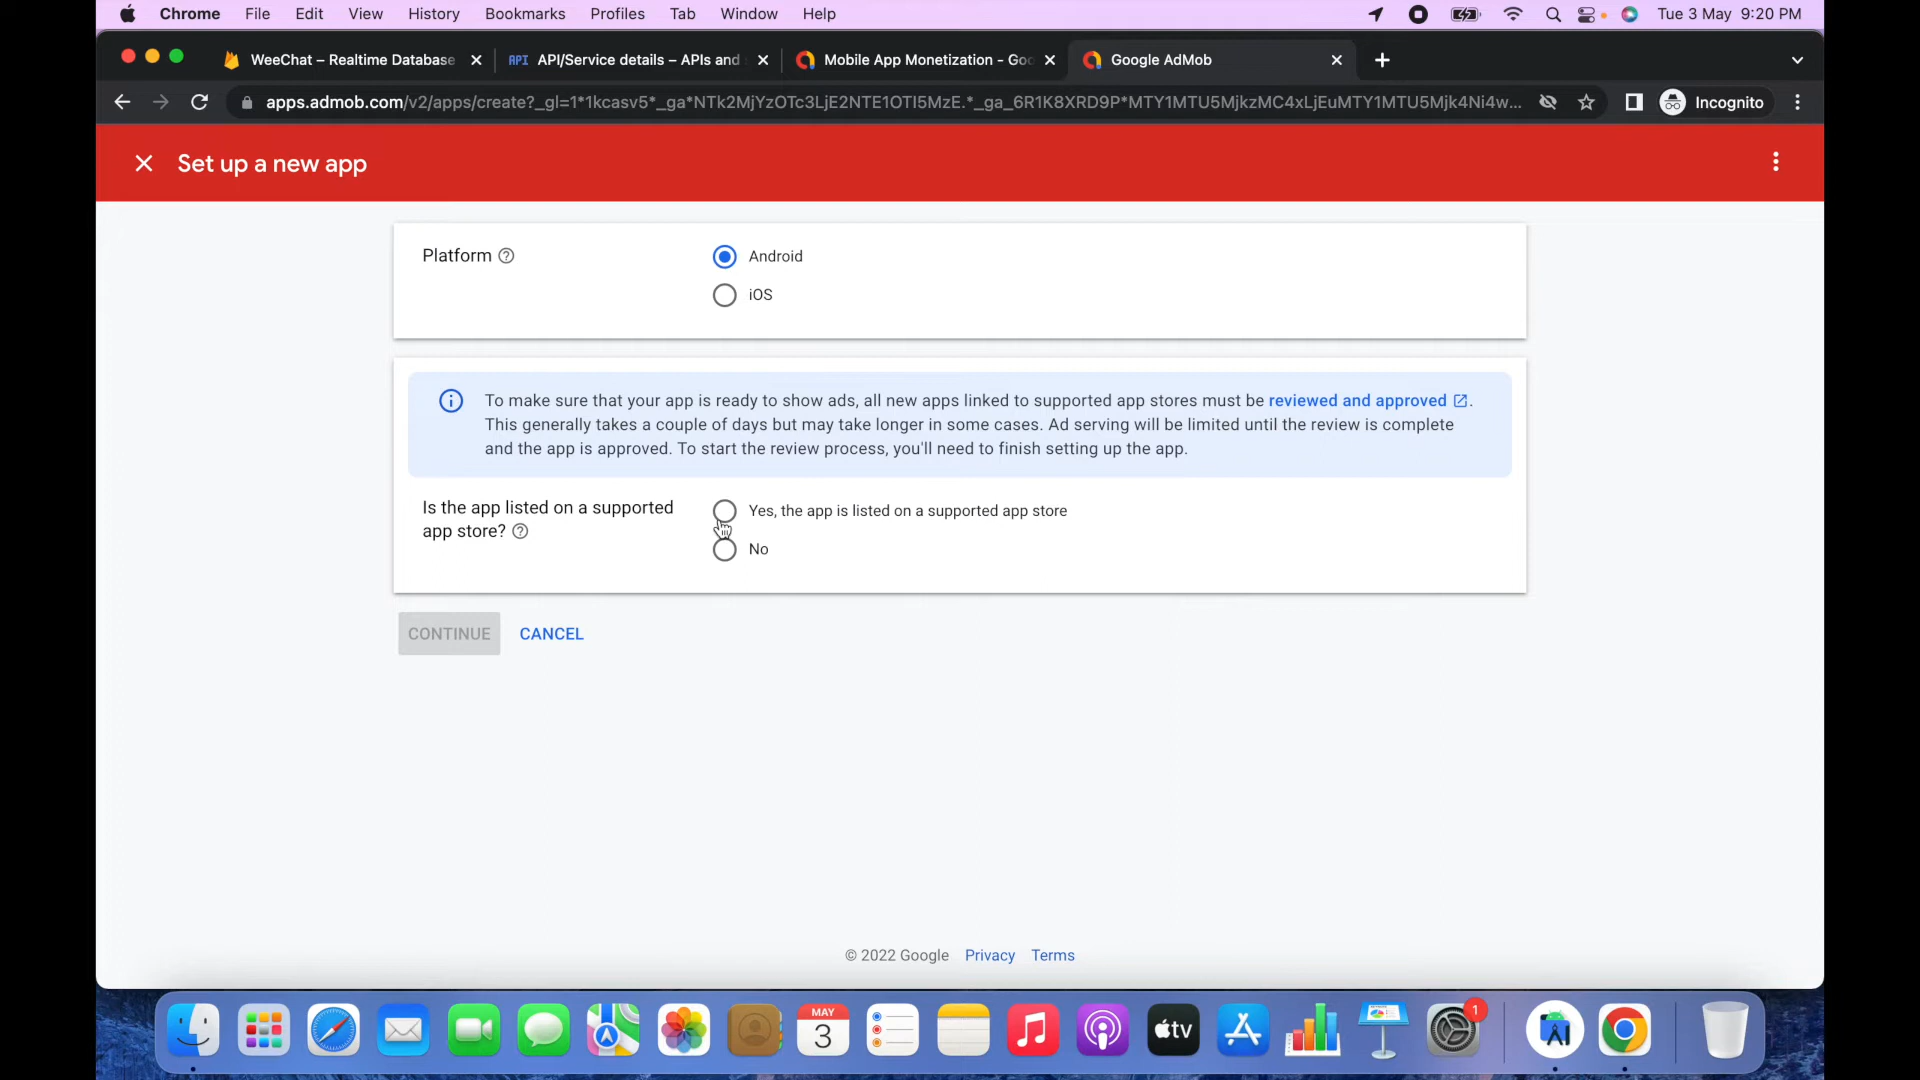 Chrome File Edit View History Bookmarks Profiles Tab Window Help Tue 3 May 9:20 PM
WeeChat – Realtime Database API API/Service details – APIs and Mobile App Monetization - Goo Google AdMob
apps.admob.com/v2/apps/create?_gl=1*1kcasv5*_ga*NTk2MjYzOTc3LjE2NTE1OTI5MzE.*_ga_6R1K8XRD9P*MTY1MTU5MjkzMC4xLjEuMTY1MTU5Mjk4Ni4w... Incognito
Set up a new app
Platform
Android
iOS
To make sure that your app is ready to show ads, all new apps linked to supported app stores must be reviewed and approved.
This generally takes a couple of days but may take longer in some cases. Ad serving will be limited until the review is complete
and the app is approved. To start the review process, you'll need to finish setting up the app.
Is the app listed on a supported
app store?
Yes, the app is listed on a supported app store
No
CONTINUE CANCEL
© 2022 Google Privacy Terms
MAY
3
tv
1